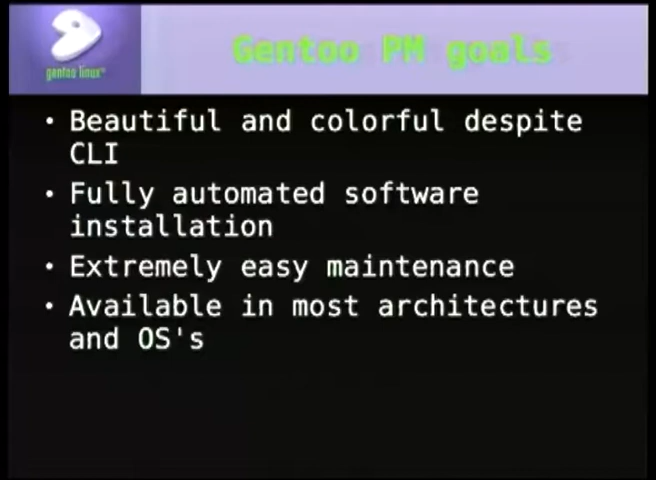 gentoo linux
Gentoo PM goals
• Beautiful and colorful despite
CLI
• Fully automated software
installation
• Extremely easy maintenance
• Available in most architectures
and OS's